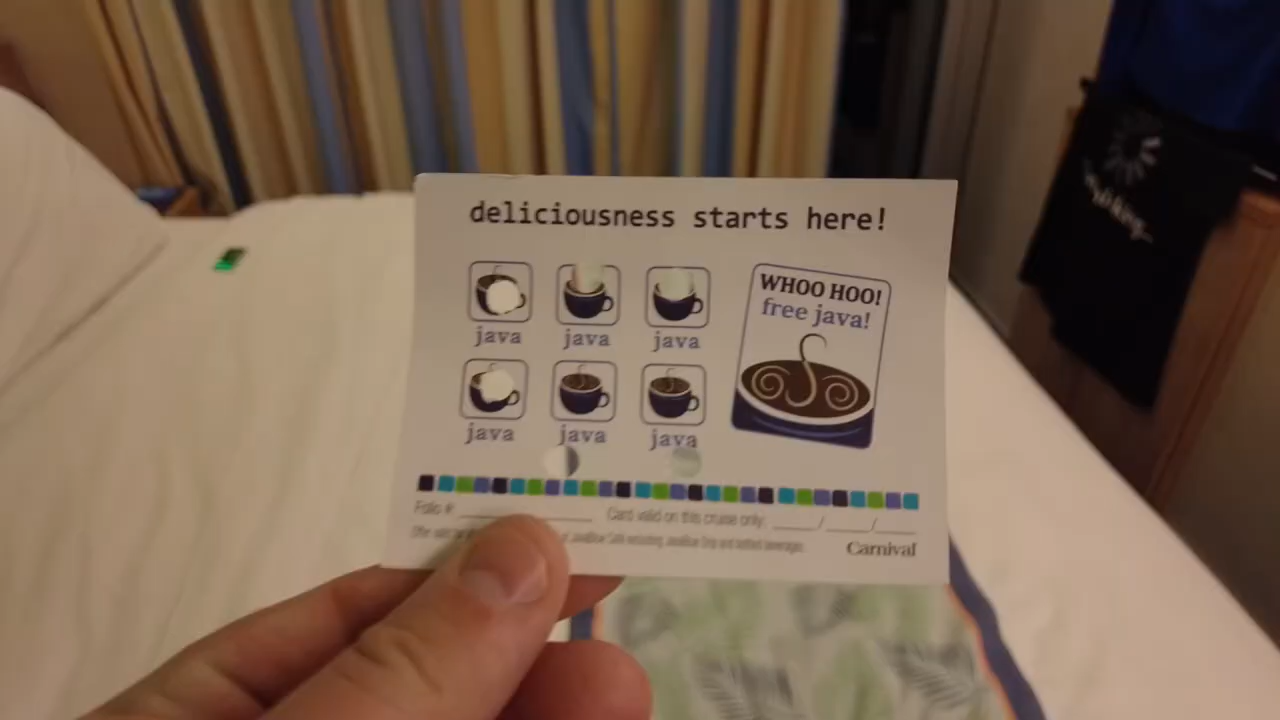 deliciousness starts here!
WHOO HOO!
free java!
java java java
java java java
Folio #: Card valid on this cruise only: / /
Carnival